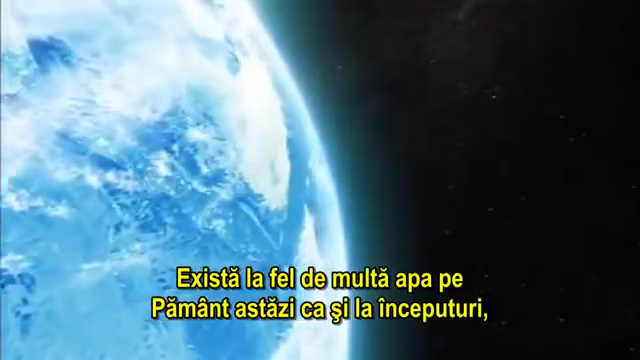 Există la fel de multă apa pe
Pământ astăzi ca şi la începuturi,